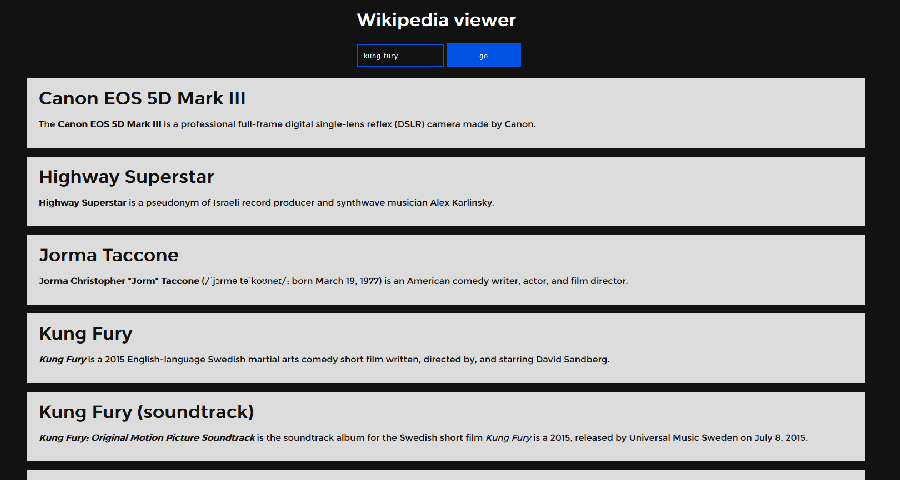 Wikipedia viewer
kung fury
go
Canon EOS 5D Mark III
The Canon EOS 5D Mark III is a professional full-frame digital single-lens reflex (DSLR) camera made by Canon.
Highway Superstar
Highway Superstar is a pseudonym of Israeli record producer and synthwave musician Alex Karlinsky.
Jorma Taccone
Jorma Christopher "Jorm" Taccone (/ˈjɔrmə təˈkoʊneɪ/; born March 19, 1977) is an American comedy writer, actor, and film director.
Kung Fury
Kung Fury is a 2015 English-language Swedish martial arts comedy short film written, directed by, and starring David Sandberg.
Kung Fury (soundtrack)
Kung Fury: Original Motion Picture Soundtrack is the soundtrack album for the Swedish short film Kung Fury is a 2015, released by Universal Music Sweden on July 8, 2015.